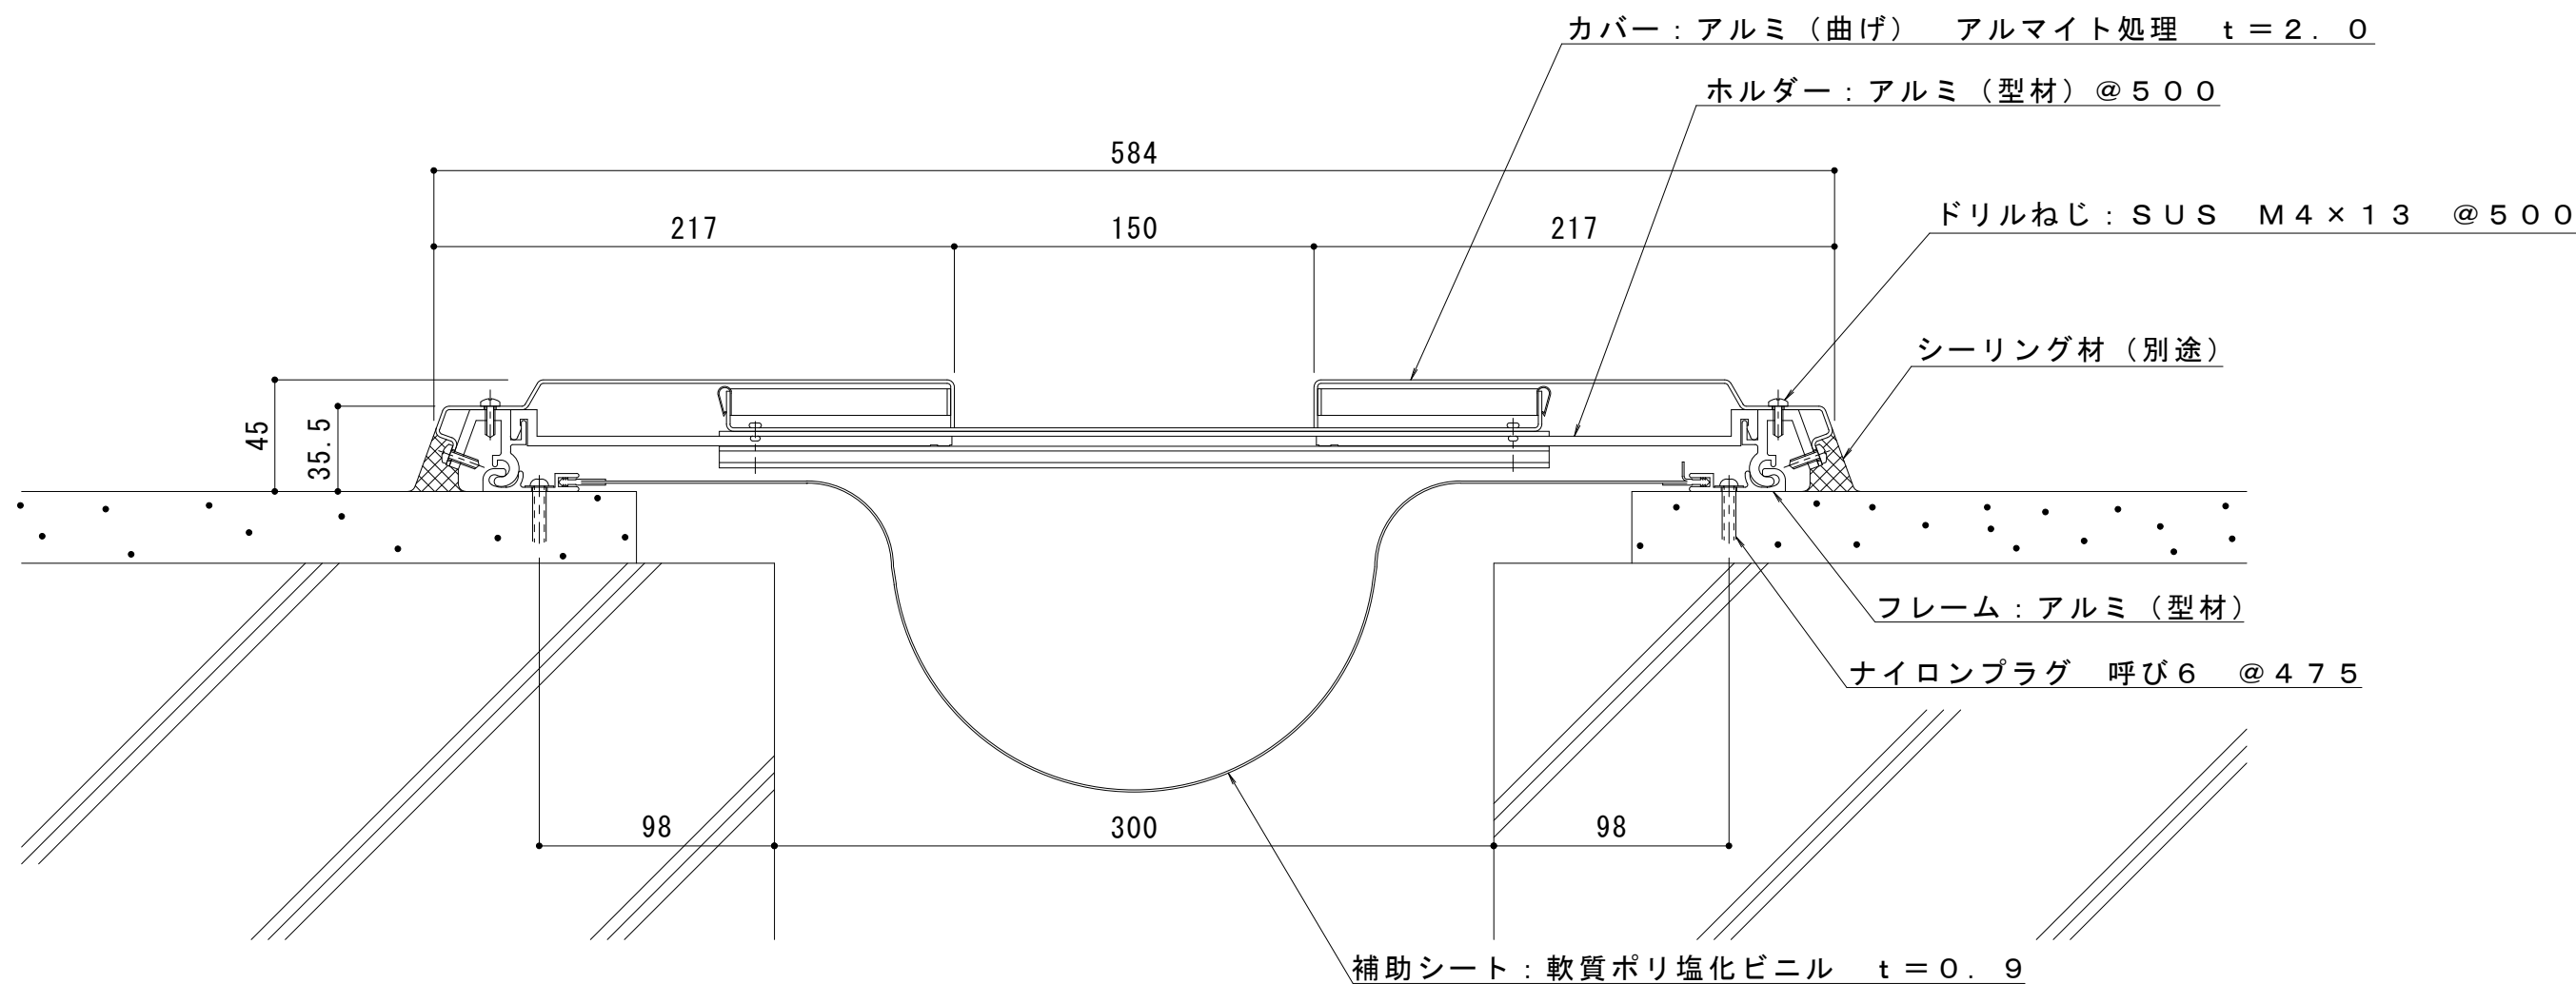 カバー：アルミ（曲げ）　アルマイト処理　ｔ＝２．０
ホルダー：アルミ（型材）＠５００
584
ドリルねじ：ＳＵＳ　Ｍ４×１３　＠５００
217
150
217
シーリング材（別途）
45
35.5
フレーム：アルミ（型材）
ナイロンプラグ　呼び６　＠４７５
98
300
98
補助シート：軟質ポリ塩化ビニル　ｔ＝０．９